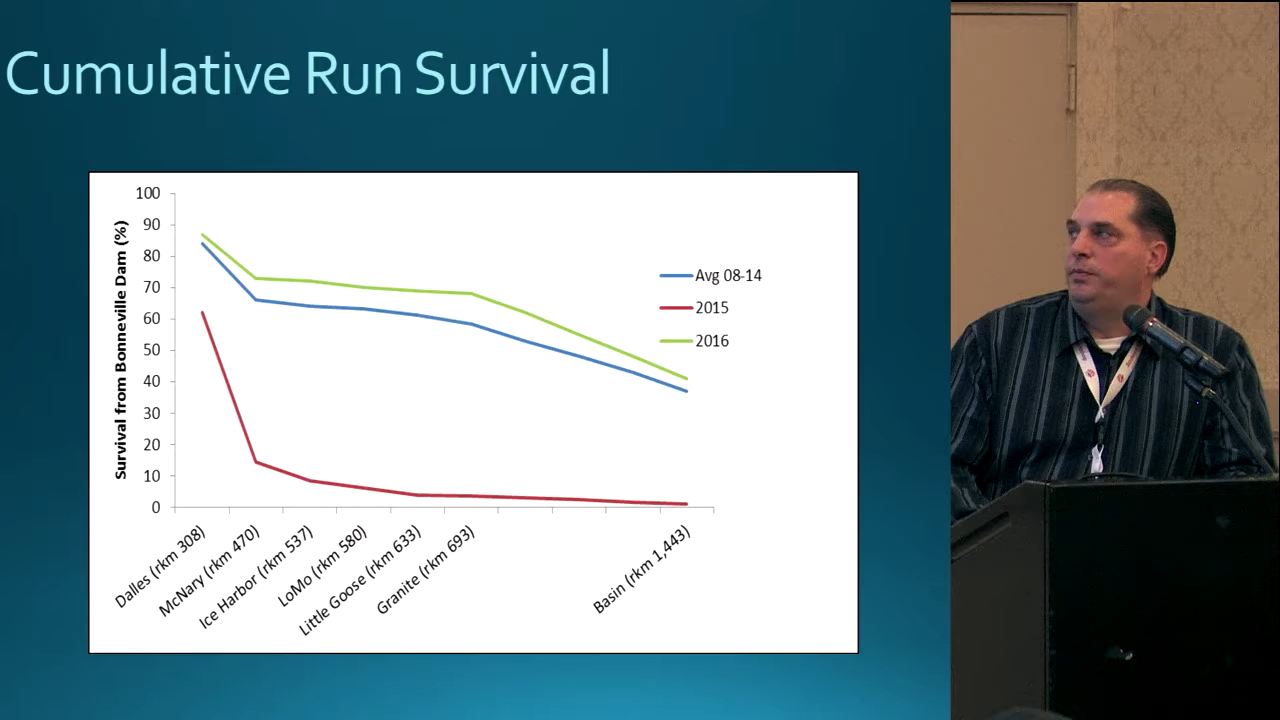 Cumulative Run Survival
Survival from Bonneville Dam (%)
100
90
80
70
60
50
40
30
20
10
0
Dalles (rkm 308)
McNary (rkm 470)
Ice Harbor (rkm 537)
LoMo (rkm 580)
Little Goose (rkm 633)
Granite (rkm 693)
Basin (rkm 1,443)
Avg 08-14
2015
2016